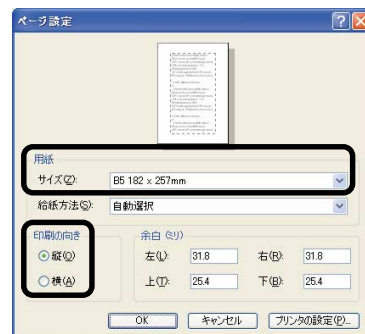 ページ設定
用紙
サイズ(Z): B5 182 × 257mm
給紙方法(S): 自動選択
印刷の向き
縦(O)
横(A)
余白(ミリ)
左(L): 31.8 右(R): 31.8
上(T): 25.4 下(B): 25.4
OK キャンセル プリンタの設定(P)...